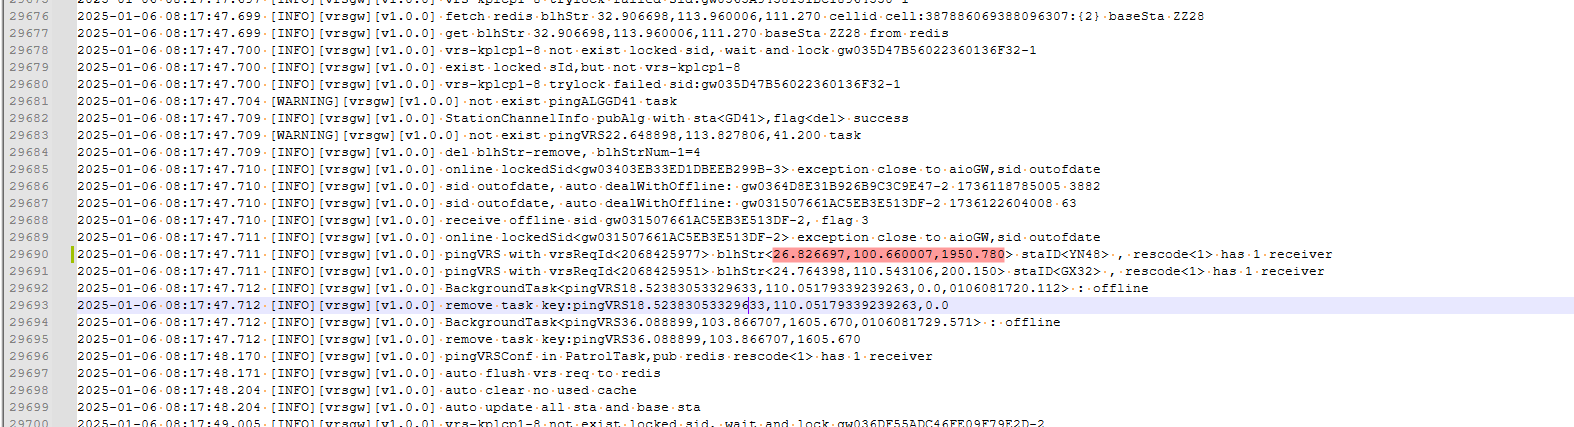 29676 2025-01-06 08:17:47.699 [INFO][vrsgw][v1.0.0] fetch redis blhStr 32.906698,113.960006,111.270 cellid cell:387886069388096307:{2} baseSta ZZ28
29677 2025-01-06 08:17:47.699 [INFO][vrsgw][v1.0.0] get blhStr 32.906698,113.960006,111.270 baseSta ZZ28 from redis
29678 2025-01-06 08:17:47.700 [INFO][vrsgw][v1.0.0] vrs-kplcp1-8 not exist locked sid, wait and lock gw035D47B56022360136F32-1
29679 2025-01-06 08:17:47.700 [INFO][vrsgw][v1.0.0] exist locked sId,but not vrs-kplcp1-8
29680 2025-01-06 08:17:47.700 [INFO][vrsgw][v1.0.0] vrs-kplcp1-8 trylock failed sid:gw035D47B56022360136F32-1
29681 2025-01-06 08:17:47.704 [WARNING][vrsgw][v1.0.0] not exist pingALGGD41 task
29682 2025-01-06 08:17:47.709 [INFO][vrsgw][v1.0.0] StationChannelInfo pubAlg with sta<GD41>,flag<del> success
29683 2025-01-06 08:17:47.709 [WARNING][vrsgw][v1.0.0] not exist pingVRS22.648898,113.827806,41.200 task
29684 2025-01-06 08:17:47.709 [INFO][vrsgw][v1.0.0] del blhStr-remove, blhStrNum-1=4
29685 2025-01-06 08:17:47.710 [INFO][vrsgw][v1.0.0] online lockedSid<gw03403EB33ED1DBEEB299B-3> exception close to aioGW,sid outofdate
29686 2025-01-06 08:17:47.710 [INFO][vrsgw][v1.0.0] sid outofdate, auto dealWithOffline: gw0364D8E31B926B9C3C9E47-2 1736118785005 3882
29687 2025-01-06 08:17:47.710 [INFO][vrsgw][v1.0.0] sid outofdate, auto dealWithOffline: gw031507661AC5EB3E513DF-2 1736122604008 63
29688 2025-01-06 08:17:47.710 [INFO][vrsgw][v1.0.0] receive offline sid gw031507661AC5EB3E513DF-2, flag 3
29689 2025-01-06 08:17:47.711 [INFO][vrsgw][v1.0.0] online lockedSid<gw031507661AC5EB3E513DF-2> exception close to aioGW,sid outofdate
29690 2025-01-06 08:17:47.711 [INFO][vrsgw][v1.0.0] pingVRS with vrsReqId<2068425977> blhStr<26.826697,100.660007,1950.780> staID<YN48> , rescode<1> has 1 receiver
29691 2025-01-06 08:17:47.711 [INFO][vrsgw][v1.0.0] pingVRS with vrsReqId<2068425951> blhStr<24.764398,110.543106,200.150> staID<GX32> , rescode<1> has 1 receiver
29692 2025-01-06 08:17:47.712 [INFO][vrsgw][v1.0.0] BackgroundTask<pingVRS18.52383053329633,110.05179339239263,0.0,0106081720.112> : offline
29693 2025-01-06 08:17:47.712 [INFO][vrsgw][v1.0.0] remove task key:pingVRS18.52383053329633,110.05179339239263,0.0
29694 2025-01-06 08:17:47.712 [INFO][vrsgw][v1.0.0] BackgroundTask<pingVRS36.088899,103.866707,1605.670,0106081729.571> : offline
29695 2025-01-06 08:17:47.712 [INFO][vrsgw][v1.0.0] remove task key:pingVRS36.088899,103.866707,1605.670
29696 2025-01-06 08:17:48.170 [INFO][vrsgw][v1.0.0] pingVRSConf in PatrolTask,pub redis rescode<1> has 1 receiver
29697 2025-01-06 08:17:48.171 [INFO][vrsgw][v1.0.0] auto flush vrs req to redis
29698 2025-01-06 08:17:48.204 [INFO][vrsgw][v1.0.0] auto clear no used cache
29699 2025-01-06 08:17:48.204 [INFO][vrsgw][v1.0.0] auto update all sta and base sta
29700 2025-01-06 08:17:49.005 [INFO][vrsgw][v1.0.0] vrs-kplcp1-8 not exist locked sid, wait and lock gw036DF55ADC46FE09F79E2D-2